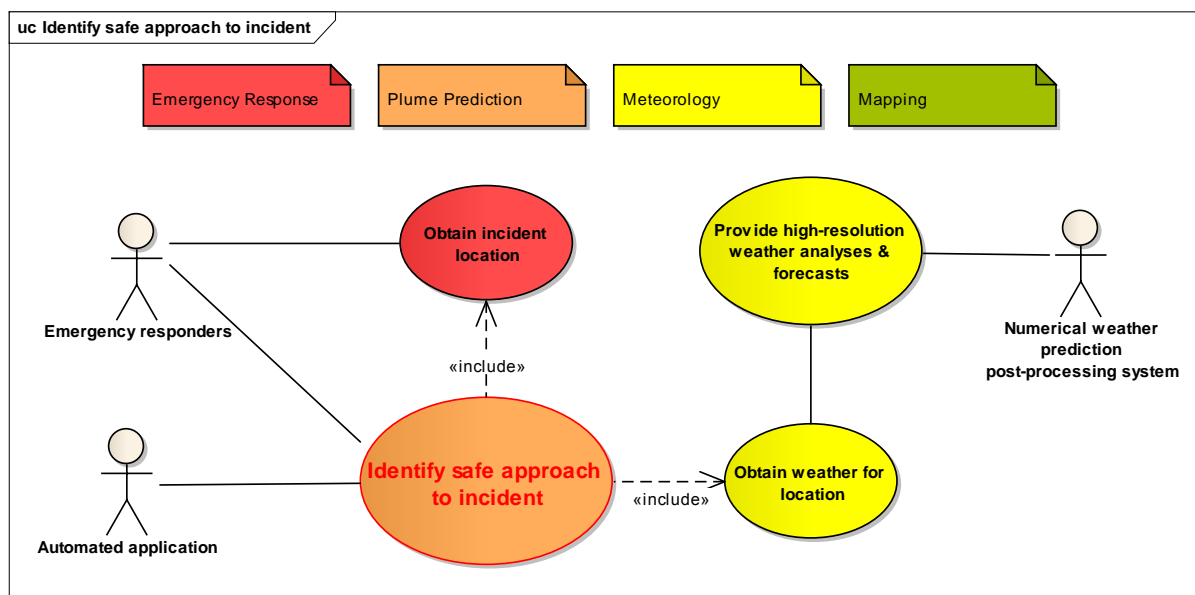 uc Identify safe approach to incident
Emergency Response
Plume Prediction
Meteorology
Mapping
Obtain incident
location
Provide high-resolution
weather analyses &
forecasts
Emergency responders
Numerical weather
prediction
post-processing system
«include»
Identify safe approach
to incident
Obtain weather for
location
«include»
Automated application